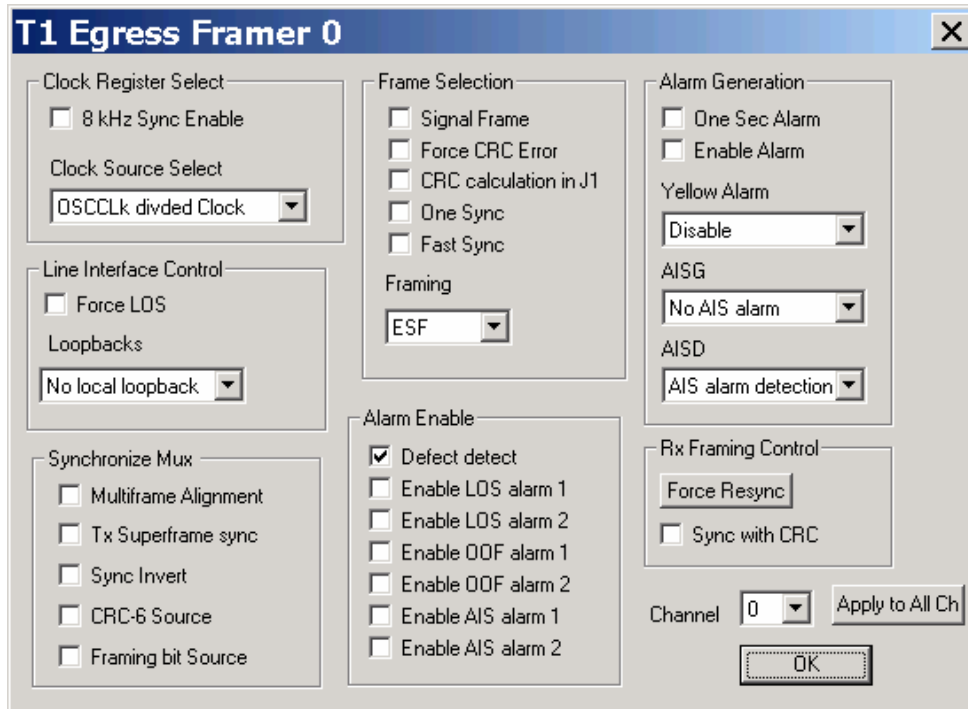 T1 Egress Framer 0
Clock Register Select
8 kHz Sync Enable
Clock Source Select
OSCCLk divded Clock
Line Interface Control
Force LOS
Loopbacks
No local loopback
Synchronize Mux
Multiframe Alignment
Tx Superframe sync
Sync Invert
CRC-6 Source
Framing bit Source
Frame Selection
Signal Frame
Force CRC Error
CRC calculation in J1
One Sync
Fast Sync
Framing
ESF
Alarm Enable
Defect detect
Enable LOS alarm 1
Enable LOS alarm 2
Enable OOF alarm 1
Enable OOF alarm 2
Enable AIS alarm 1
Enable AIS alarm 2
Alarm Generation
One Sec Alarm
Enable Alarm
Yellow Alarm
Disable
AISG
No AIS alarm
AISD
AIS alarm detection
Rx Framing Control
Force Resync
Sync with CRC
Channel
0
Apply to All Ch
OK